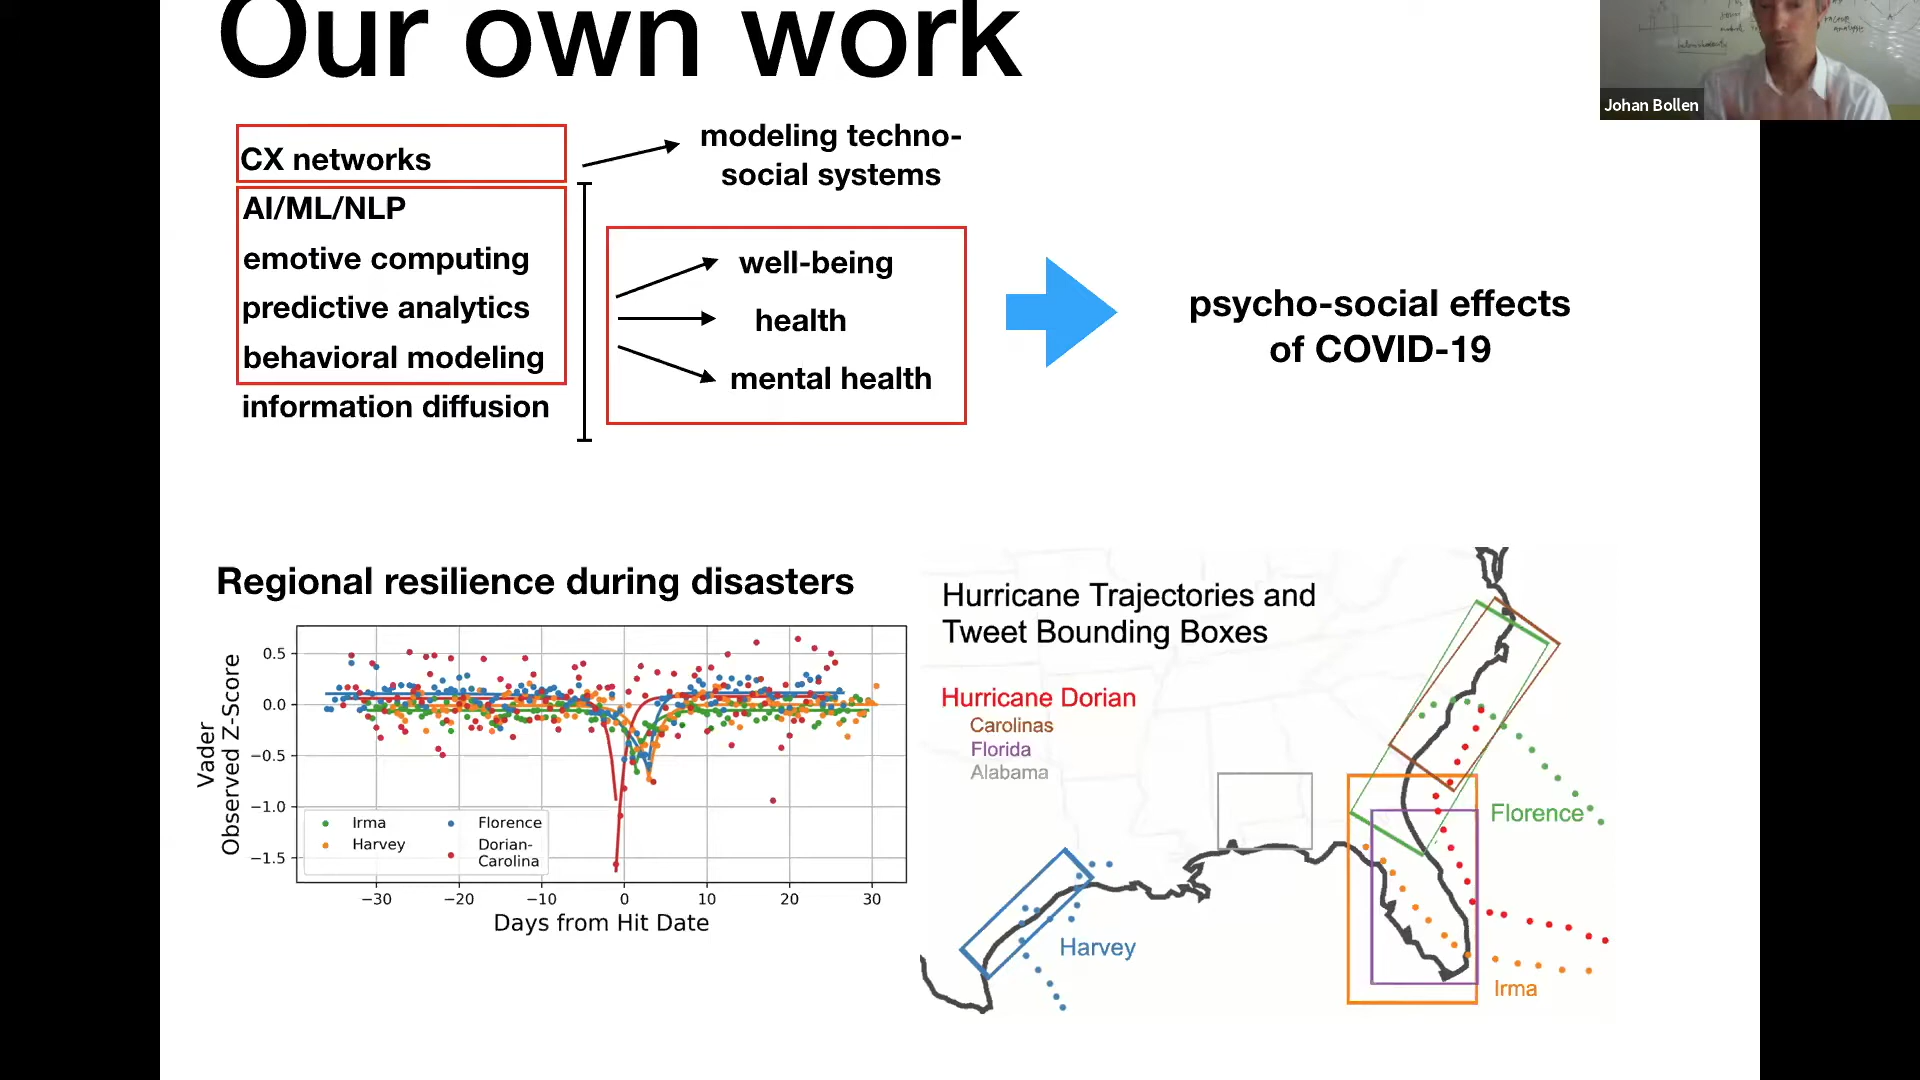 Our own work
Johan Bollen
CX networks
AI/ML/NLP
emotive computing
predictive analytics
behavioral modeling
information diffusion
modeling techno-
social systems
well-being
health
mental health
psycho-social effects
of COVID-19
Regional resilience during disasters
Vader
Observed Z-Score
0.5
0.0
−0.5
−1.0
−1.5
Irma
Harvey
Florence
Dorian-
Carolina
−30
−20
−10
0
10
20
30
Days from Hit Date
Hurricane Trajectories and
Tweet Bounding Boxes
Hurricane Dorian
Carolinas
Florida
Alabama
Florence
Harvey
Irma